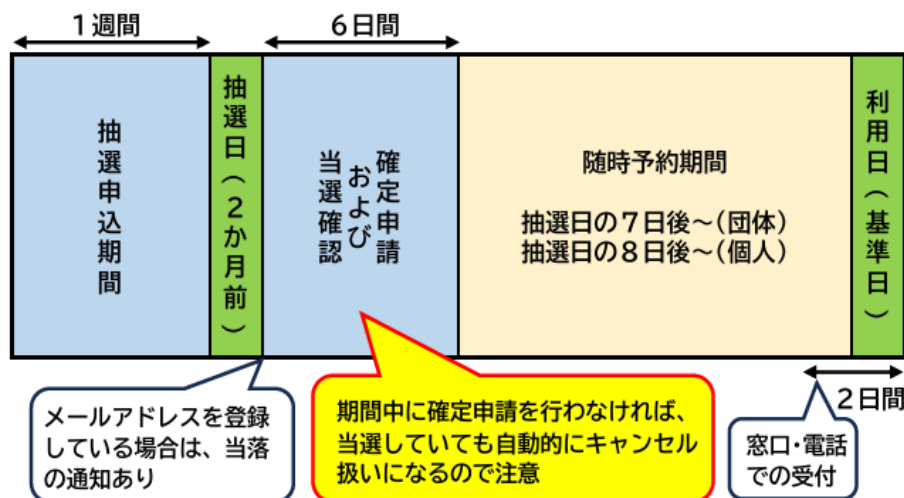 1週間
6日間
抽選申込期間
抽選日(2か月前)
確定申請
および
当選確認
随時予約期間
抽選日の7日後~(団体)
抽選日の8日後~(個人)
利用日(基準日)
2日間
メールアドレスを登録
している場合は、当落
の通知あり
期間中に確定申請を行わなければ、
当選していても自動的にキャンセル
扱いになるので注意
窓口・電話
での受付